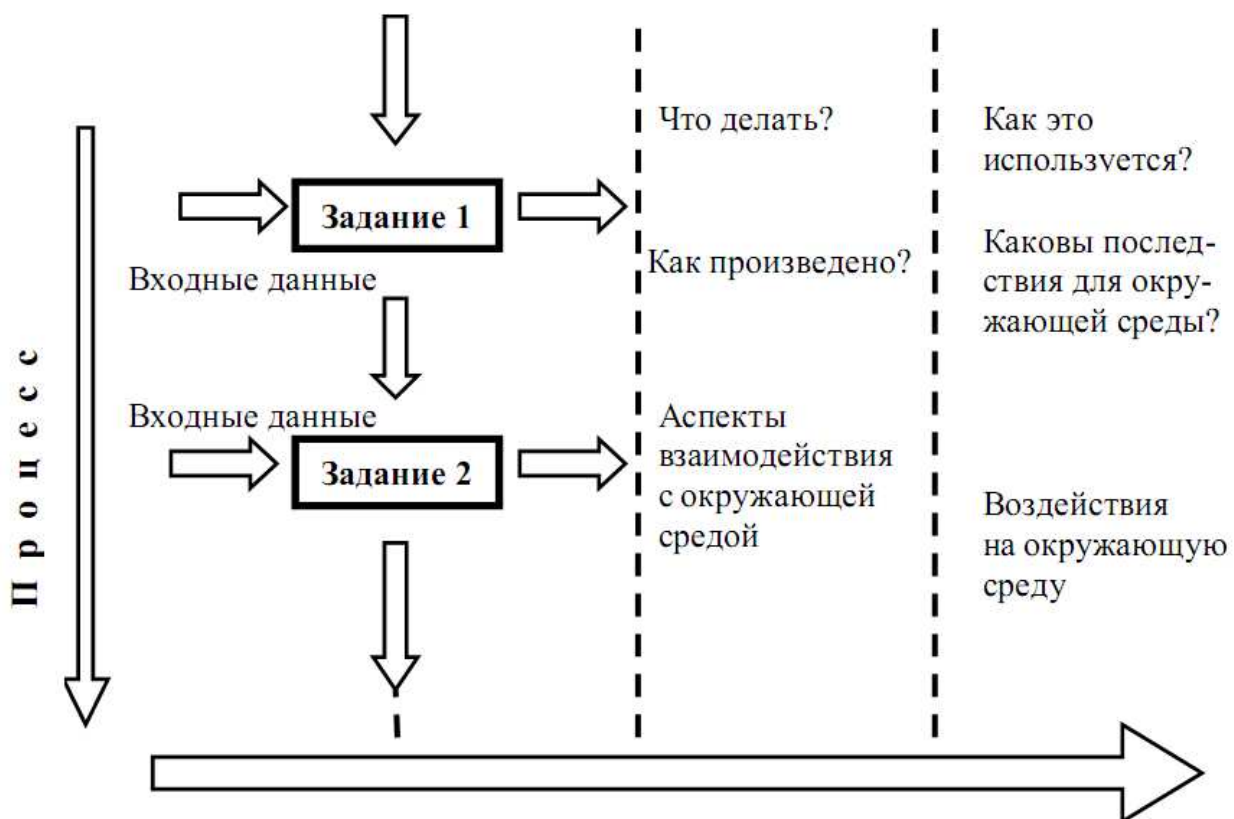 Процесс
Что делать?
Как это
используется?
Задание 1
Входные данные
Как произведено?
Каковы послед-
ствия для окру-
жающей среды?
Входные данные
Задание 2
Аспекты
взаимодействия
с окружающей
средой
Воздействия
на окружающую
среду